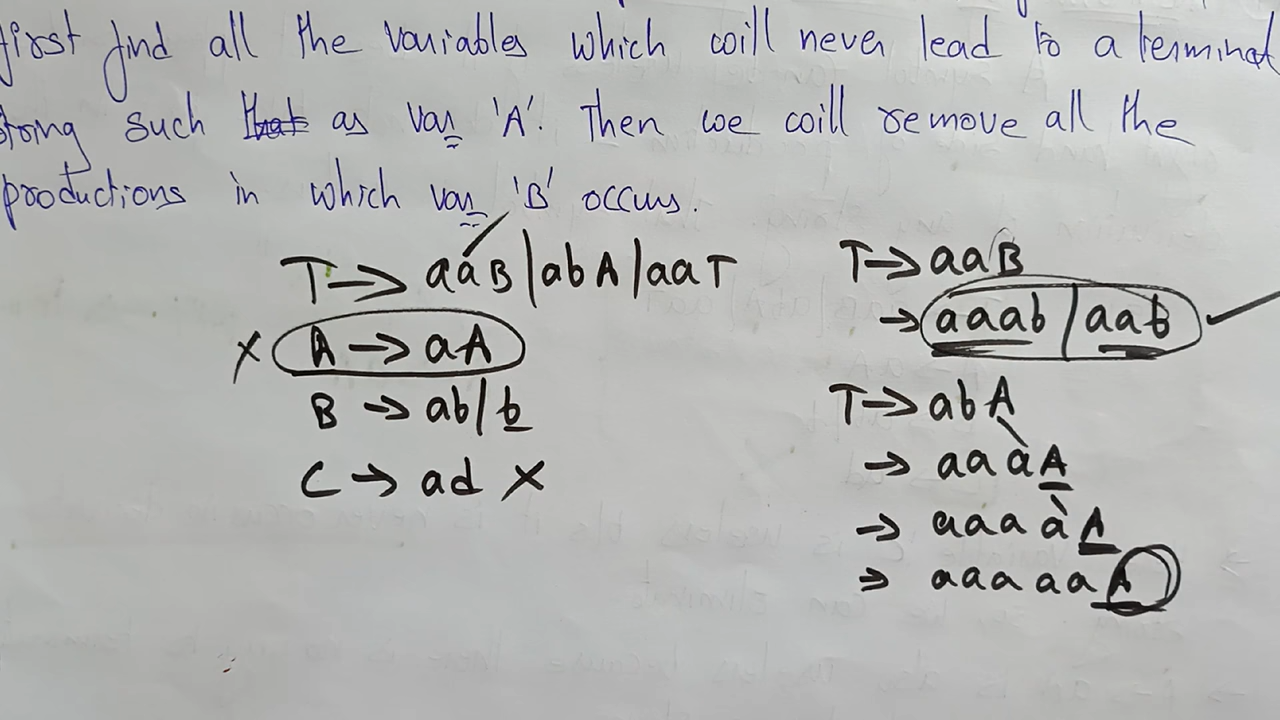 first find all the variables which will never lead to a terminal
string such that as var 'A'. Then we will remove all the
productions in which var 'B' occurs.
T → aaB | abA | aaT
X A → aA
B → ab | b
C → ad X
T → aaB
→ aaab | aab ✓
T → abA
→ aaaA
→ aaaaA
→ aaaaaA